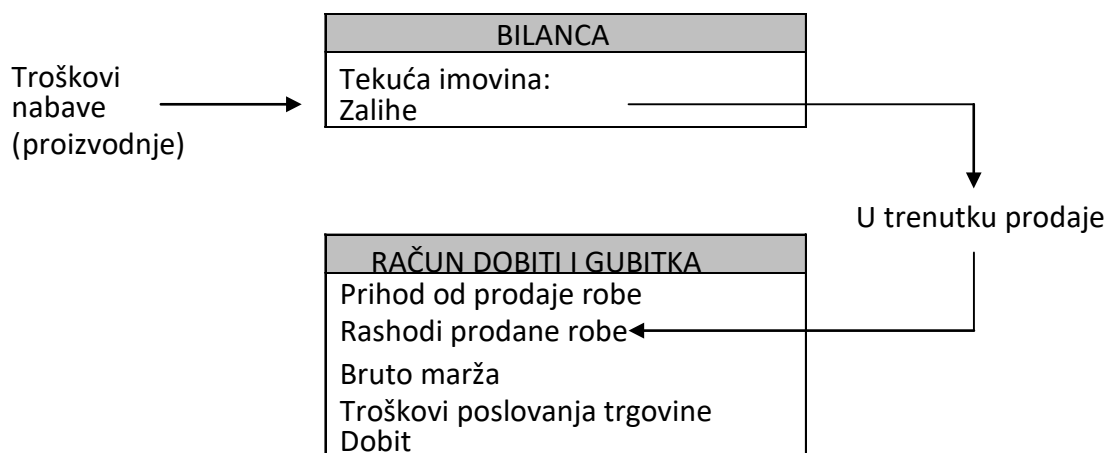 BILANCA
Troškovi
nabave
(proizvodnje)
Tekuća imovina:
Zalihe
U trenutku prodaje
RAČUN DOBITI I GUBITKA
Prihod od prodaje robe
Rashodi prodane robe
Bruto marža
Troškovi poslovanja trgovine
Dobit